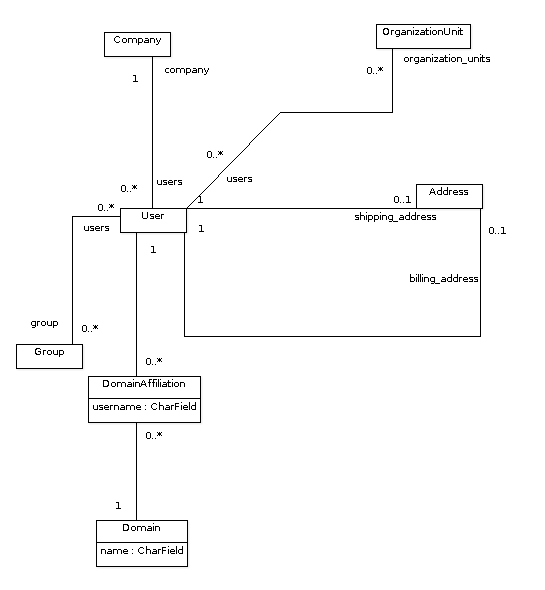 Company
OrganizationUnit
organization_units
company
1
0..*
0..*
users
users
0..*
Address
1
0..1
0..*
User
shipping_address
users
1
0..1
1
billing_address
group
0..*
Group
0..*
DomainAffiliation
username : CharField
0..*
1
Domain
name : CharField